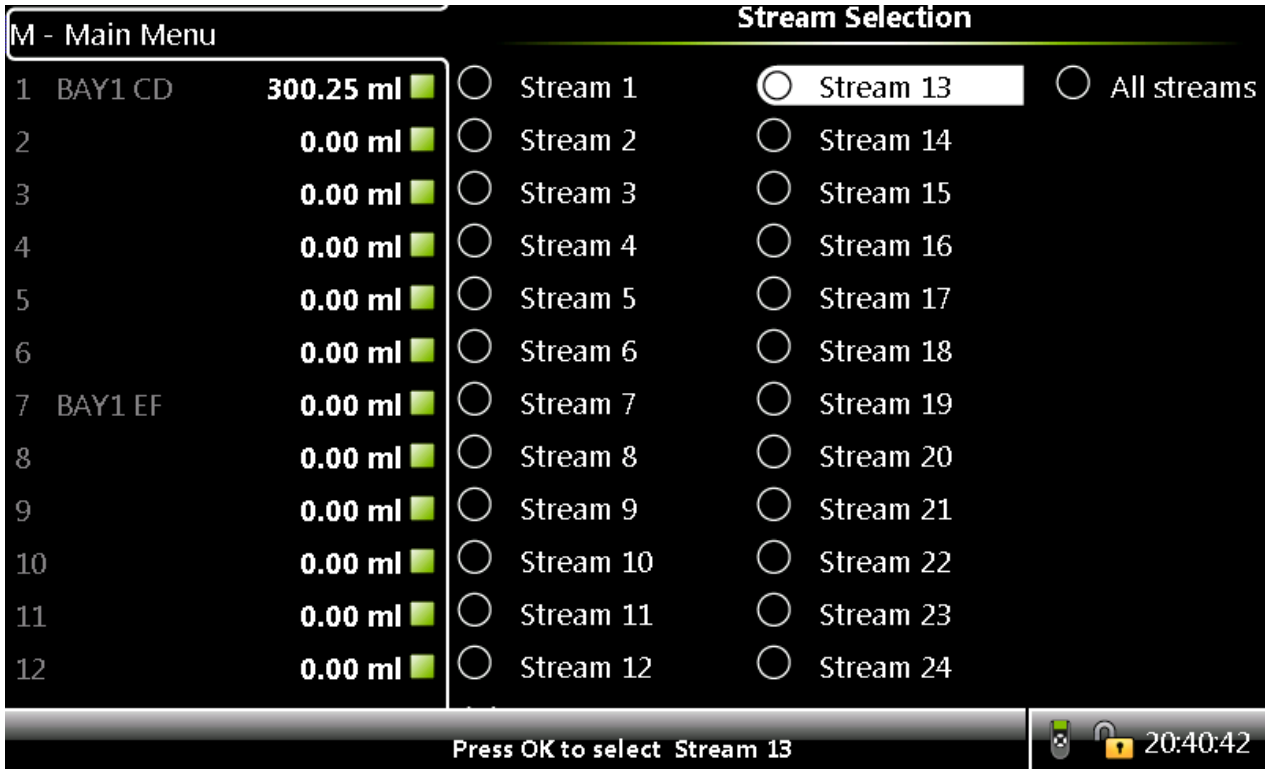 M - Main Menu
Stream Selection
1 BAY1 CD 300.25 ml
2 0.00 ml
3 0.00 ml
4 0.00 ml
5 0.00 ml
6 0.00 ml
7 BAY1 EF 0.00 ml
8 0.00 ml
9 0.00 ml
10 0.00 ml
11 0.00 ml
12 0.00 ml
Stream 1
Stream 2
Stream 3
Stream 4
Stream 5
Stream 6
Stream 7
Stream 8
Stream 9
Stream 10
Stream 11
Stream 12
Stream 13
Stream 14
Stream 15
Stream 16
Stream 17
Stream 18
Stream 19
Stream 20
Stream 21
Stream 22
Stream 23
Stream 24
All streams
Press OK to select Stream 13
20:40:42